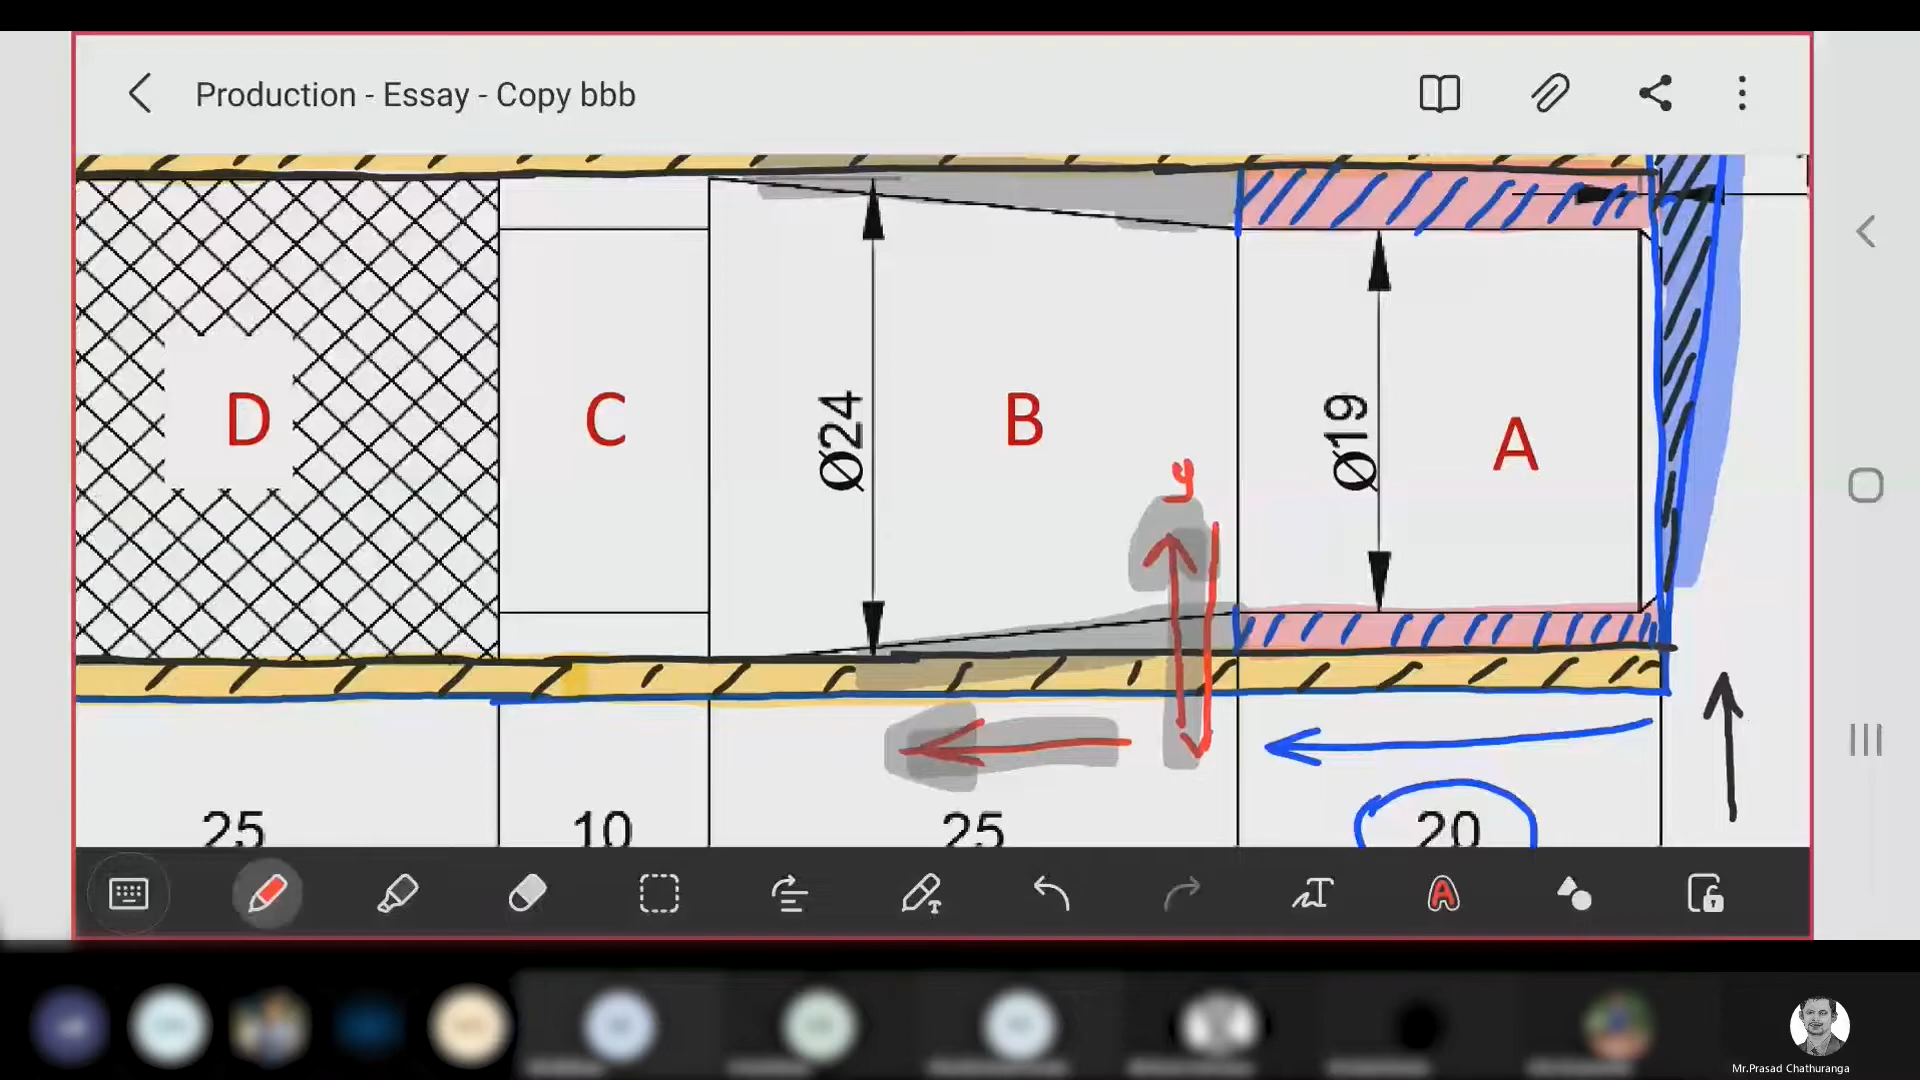 Production - Essay - Copy bbb
D
C
Ø24
B
y
Ø19
A
25
10
25
20
Mr.Prasad Chathuranga